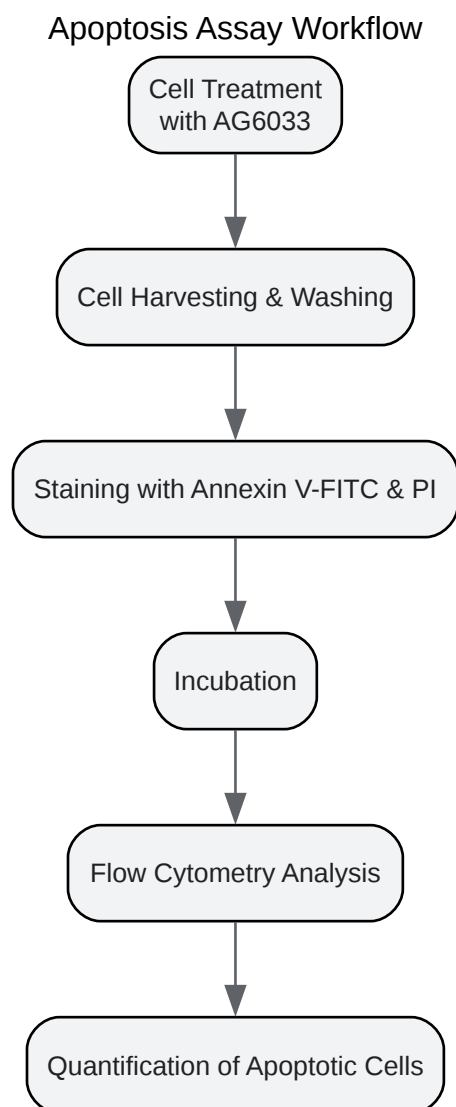 Apoptosis Assay Workflow
Cell Treatment
with AG6033
Cell Harvesting & Washing
Staining with Annexin V-FITC & PI
Incubation
Flow Cytometry Analysis
Quantification of Apoptotic Cells